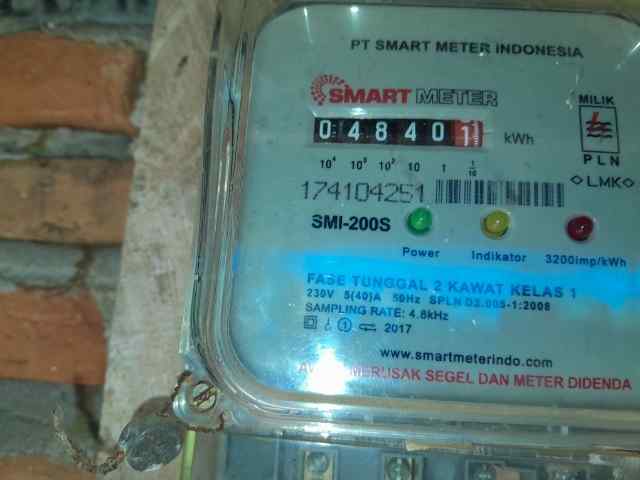 PT SMART METER INDONESIA
SMART METER
MILIK
PLN
LMK
048401 kWh
10⁴ 10³ 10² 10 1 1/10
174104251
SMI-200S
Power Indikator 3200imp/kWh
FASE TUNGGAL 2 KAWAT KELAS 1
230V 5(40)A 50Hz SPLN D3.005-1:2008
SAMPLING RATE: 4.8kHz
1 2017
www.smartmeterindo.com
MERUSAK SEGEL DAN METER DIDENDA